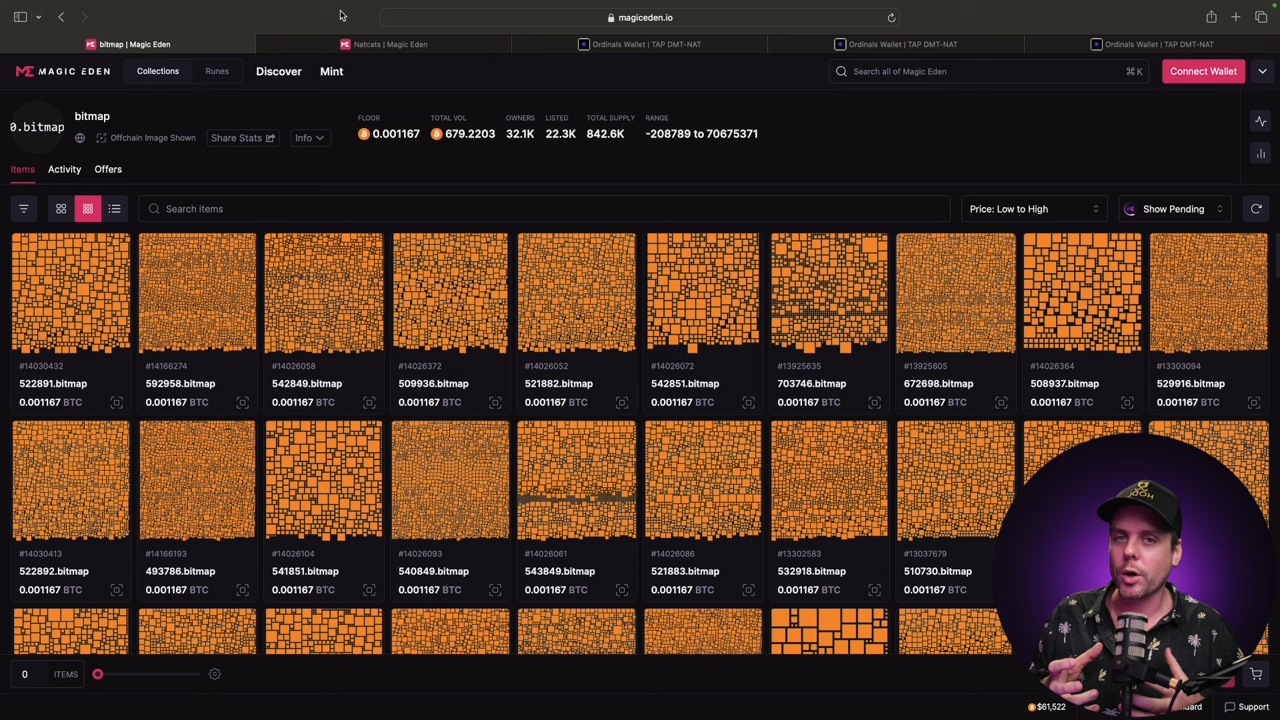 magiceden.io
bitmap | Magic Eden
Natcats | Magic Eden
Ordinals Wallet | TAP DMT-NAT
Ordinals Wallet | TAP DMT-NAT
Ordinals Wallet | TAP DMT-NAT
MAGIC EDEN
Collections
Runes
Discover
Mint
Search all of Magic Eden
⌘K
Connect Wallet
0.bitmap
bitmap
Offchain Image Shown
Share Stats
Info
FLOOR TOTAL VOL OWNERS LISTED TOTAL SUPPLY RANGE
0.001167 679.2203 32.1K 22.3K 842.6K -208789 to 70675371
Items Activity Offers
Search items
Price: Low to High
Show Pending
#14030432 #14166274 #14026058 #14026372 #14026052 #14026072 #13925635 #13925605 #14026364 #13303094
522891.bitmap 592958.bitmap 542849.bitmap 509936.bitmap 521882.bitmap 542851.bitmap 703746.bitmap 672698.bitmap 508937.bitmap 529916.bitmap
0.001167 BTC 0.001167 BTC 0.001167 BTC 0.001167 BTC 0.001167 BTC 0.001167 BTC 0.001167 BTC 0.001167 BTC 0.001167 BTC 0.001167 BTC
#14030413 #14166193 #14026104 #14026093 #14026061 #14026086 #13302583 #13037679
522892.bitmap 493786.bitmap 541851.bitmap 540849.bitmap 543849.bitmap 521883.bitmap 532918.bitmap 510730.bitmap
0.001167 BTC 0.001167 BTC 0.001167 BTC 0.001167 BTC 0.001167 BTC 0.001167 BTC 0.001167 BTC 0.001167 BTC
0 ITEMS
$61,522
Support